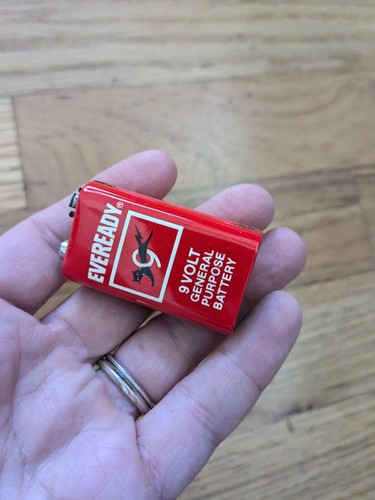 EVEREADY®
9
9 VOLT
GENERAL
PURPOSE
BATTERY